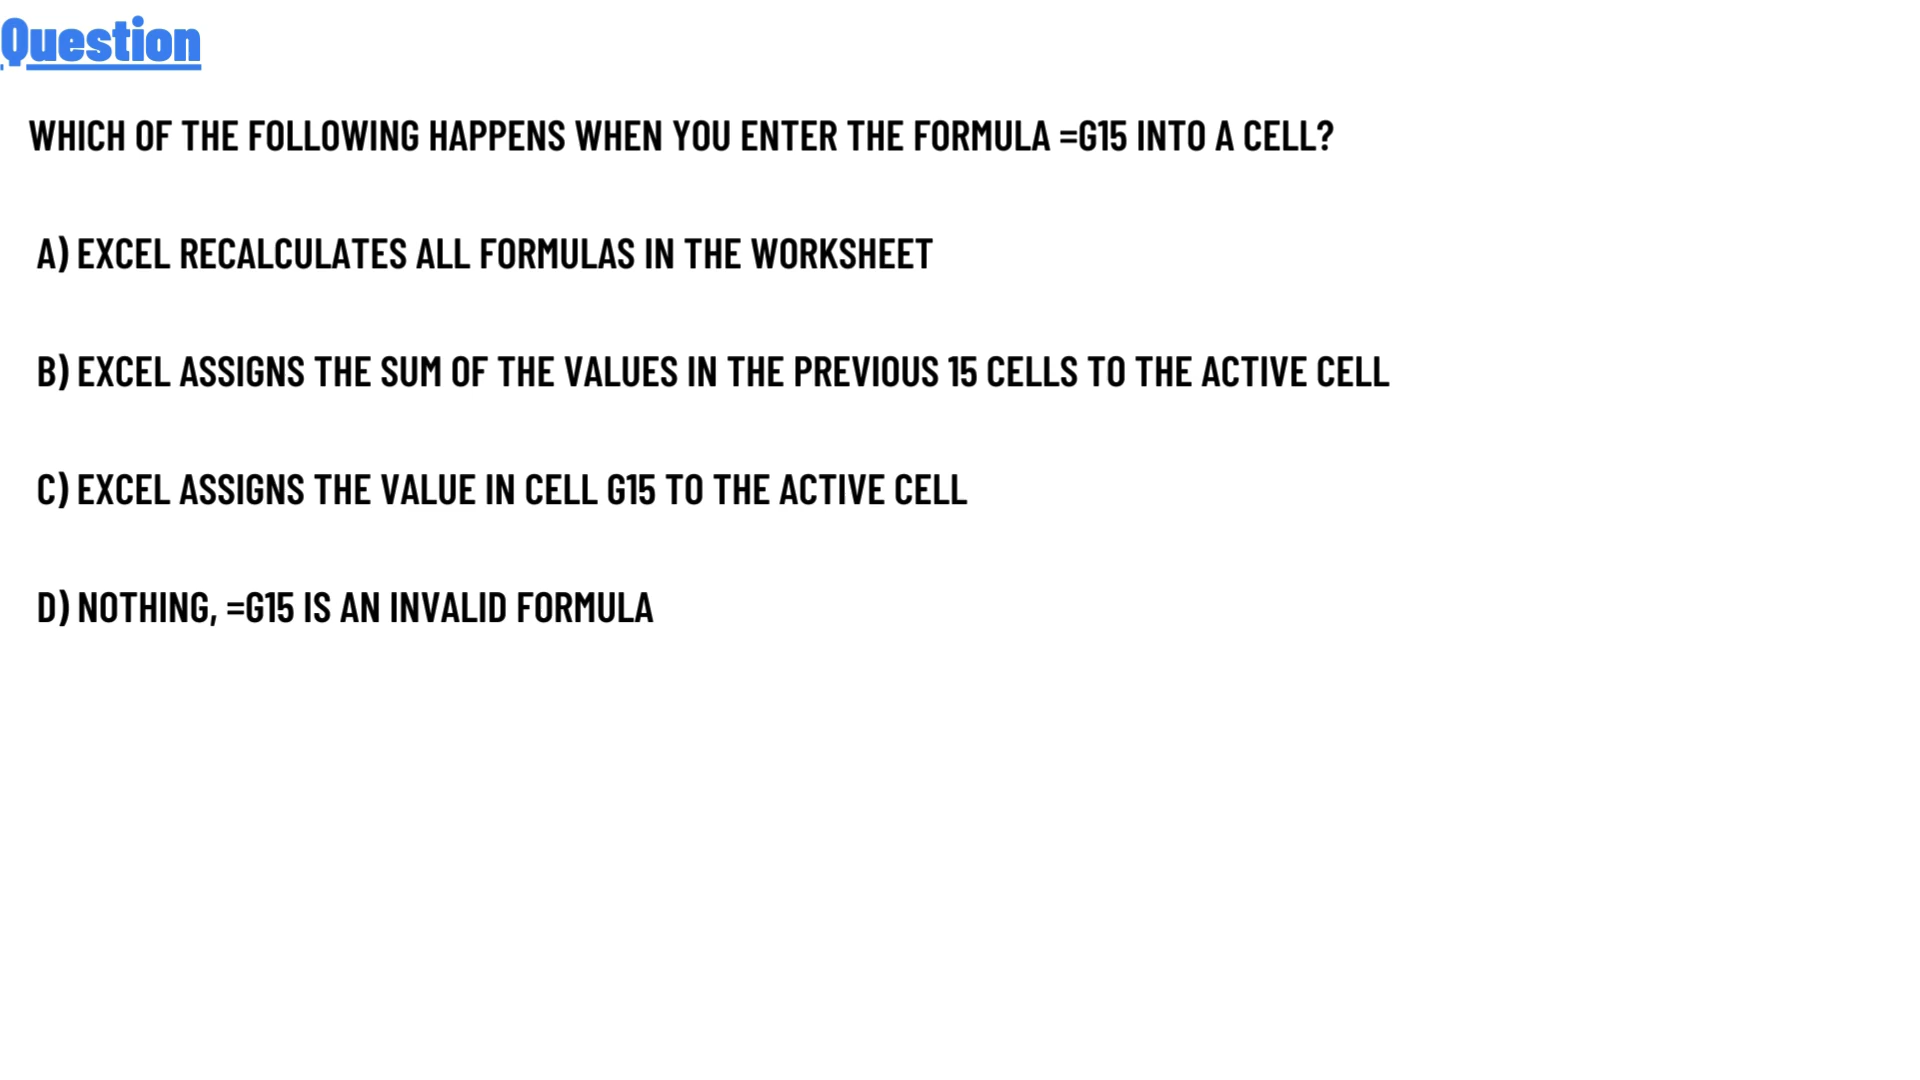 Question
WHICH OF THE FOLLOWING HAPPENS WHEN YOU ENTER THE FORMULA =G15 INTO A CELL?
A) EXCEL RECALCULATES ALL FORMULAS IN THE WORKSHEET
B) EXCEL ASSIGNS THE SUM OF THE VALUES IN THE PREVIOUS 15 CELLS TO THE ACTIVE CELL
C) EXCEL ASSIGNS THE VALUE IN CELL G15 TO THE ACTIVE CELL
D) NOTHING, =G15 IS AN INVALID FORMULA